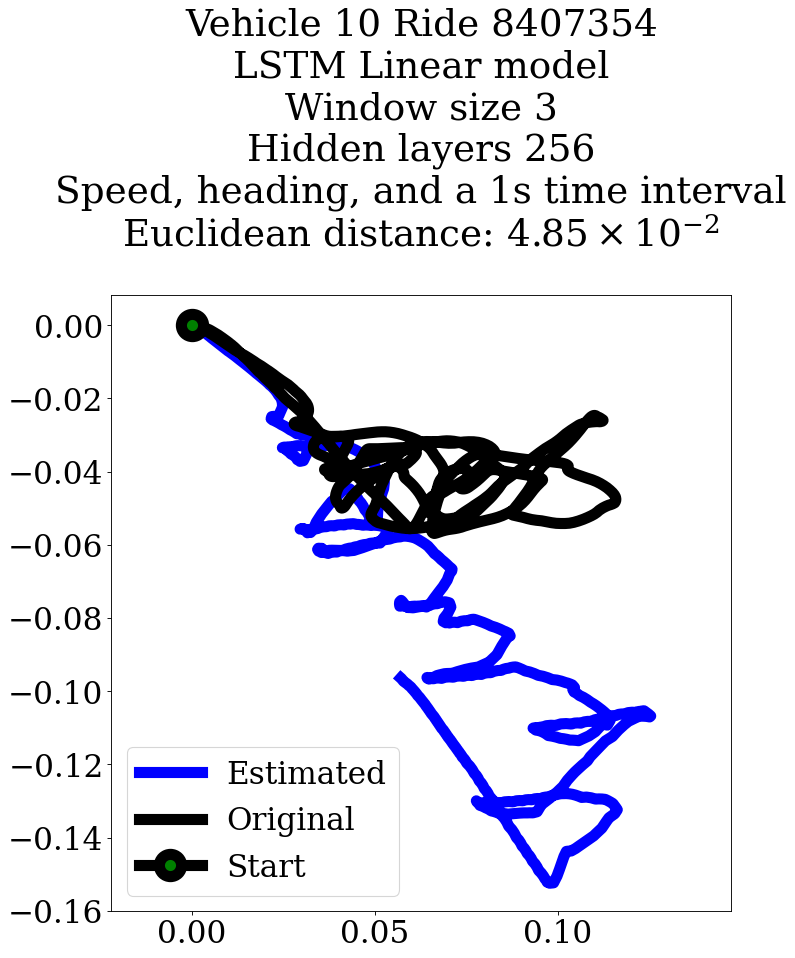 Vehicle 10 Ride 8407354
LSTM Linear model
Window size 3
Hidden layers 256
Speed, heading, and a 1s time interval
Euclidean distance: 4.85 × 10⁻²
0.00
−0.02
−0.04
−0.06
−0.08
−0.10
−0.12
−0.14
−0.16
Estimated
Original
Start
0.00 0.05 0.10